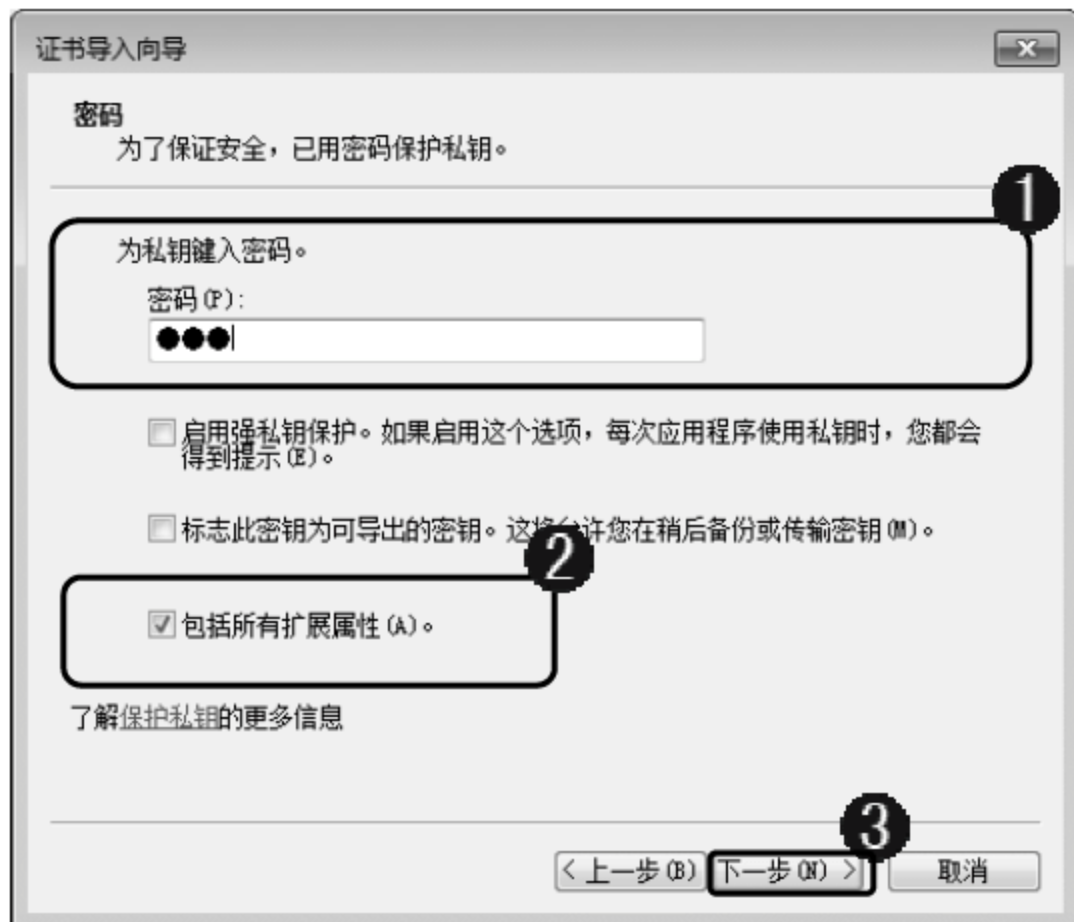 证书导入向导
密码
为了保证安全，已用密码保护私钥。
1
为私钥键入密码。
密码(P):
启用强私钥保护。如果启用这个选项，每次应用程序使用私钥时，您都会
得到提示(E)。
标志此密钥为可导出的密钥。这将允许您在稍后备份或传输密钥(M)。
2
包括所有扩展属性(A)。
了解保护私钥的更多信息
3
< 上一步(B) 下一步(N) > 取消